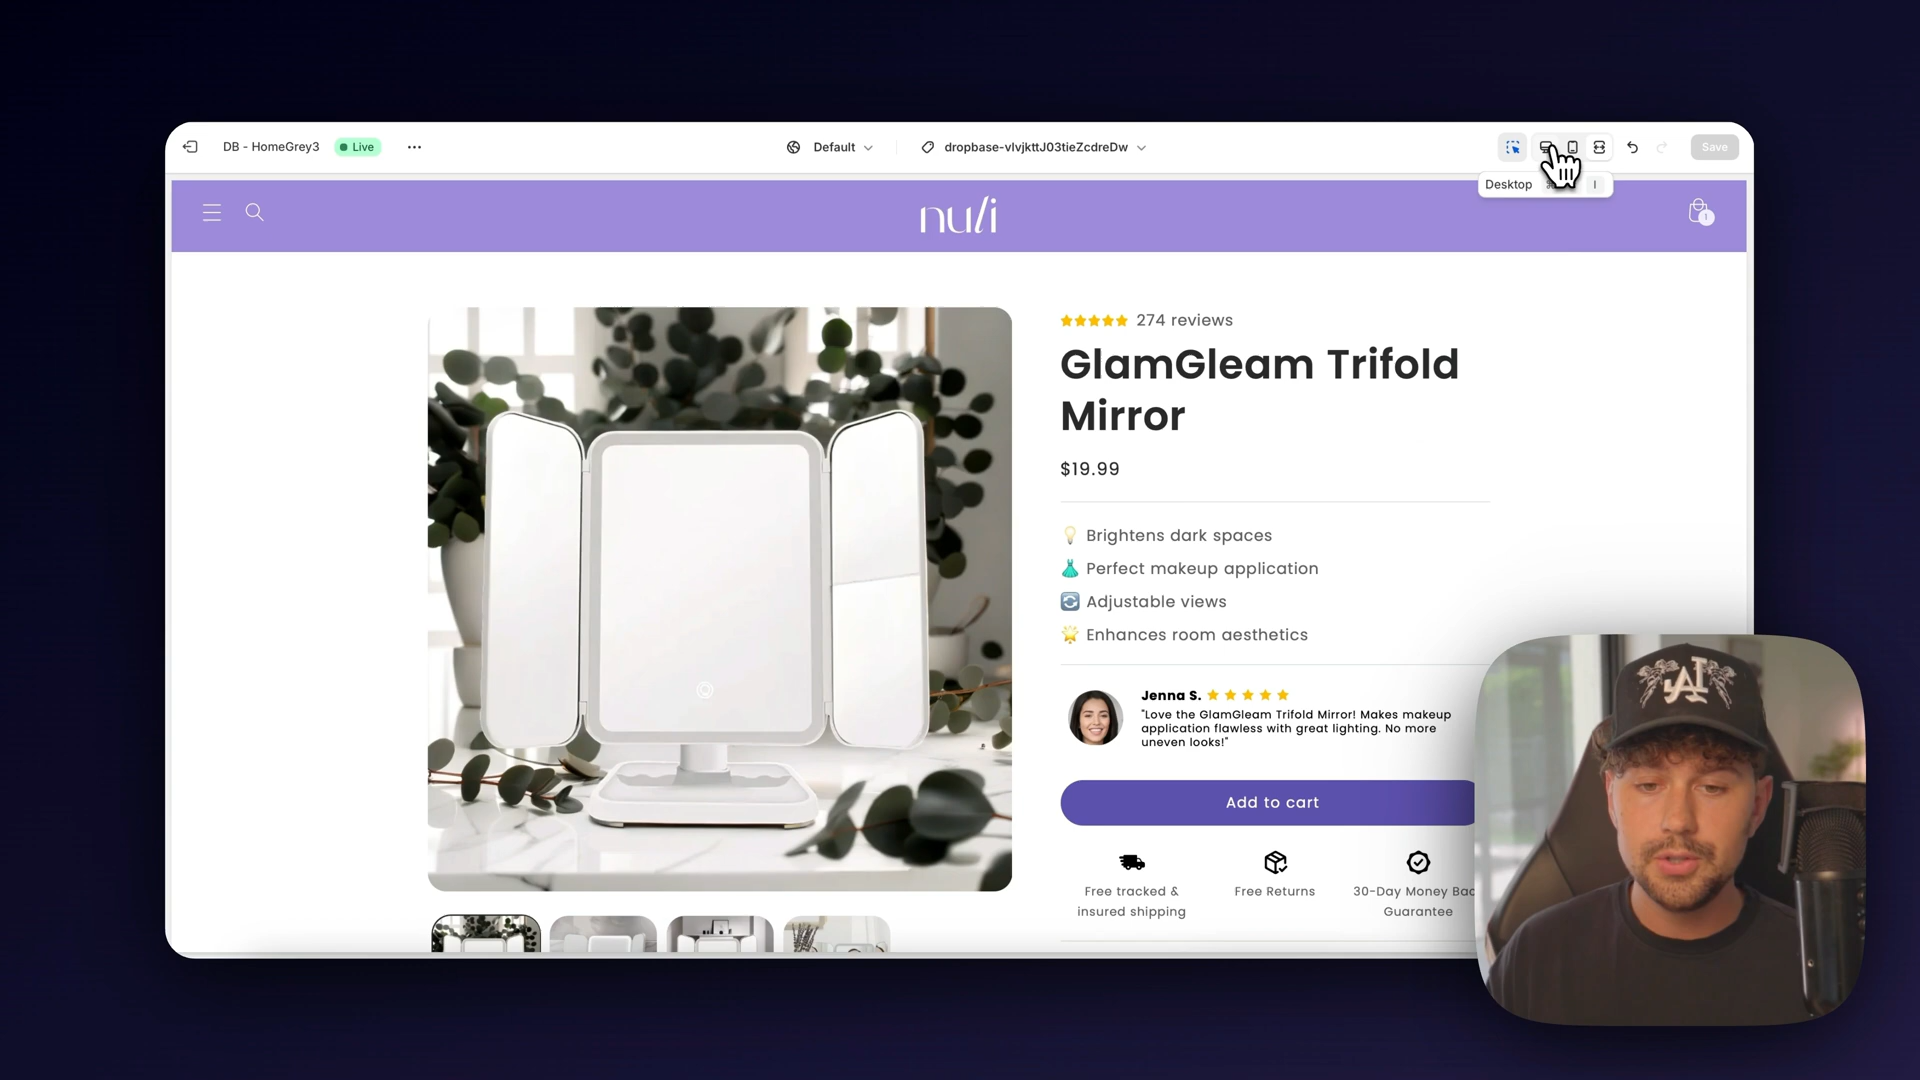 DB - HomeGrey3
Live
Default
dropbase-vlvjkttJ03tieZcdreDw
Save
Desktop
nuli
1
274 reviews
GlamGleam Trifold
Mirror
$19.99
Brightens dark spaces
Perfect makeup application
Adjustable views
Enhances room aesthetics
Jenna S.
"Love the GlamGleam Trifold Mirror! Makes makeup
application flawless with great lighting. No more
uneven looks!"
Add to cart
Free tracked &
insured shipping
Free Returns
30-Day Money Bac
Guarantee